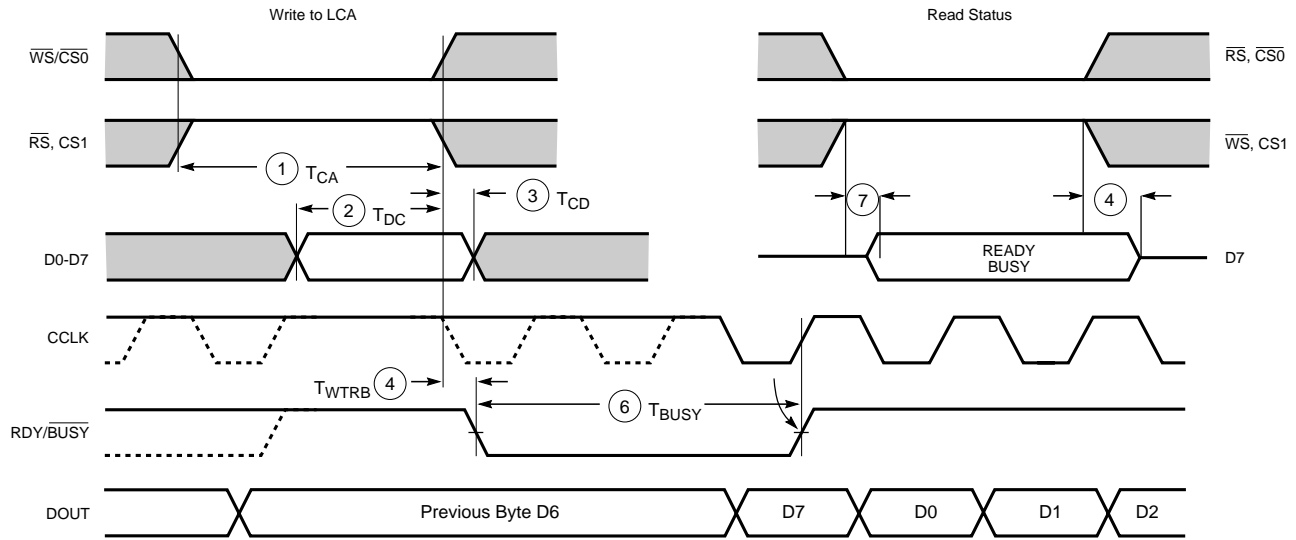 Write to LCA
Read Status
WS/CS0
RS, CS0
RS, CS1
WS, CS1
1 TCA
2 TDC
3 TCD
7
4
D0-D7
READY
BUSY
D7
CCLK
TWTRB 4
6 TBUSY
RDY/BUSY
DOUT
Previous Byte D6
D7
D0
D1
D2